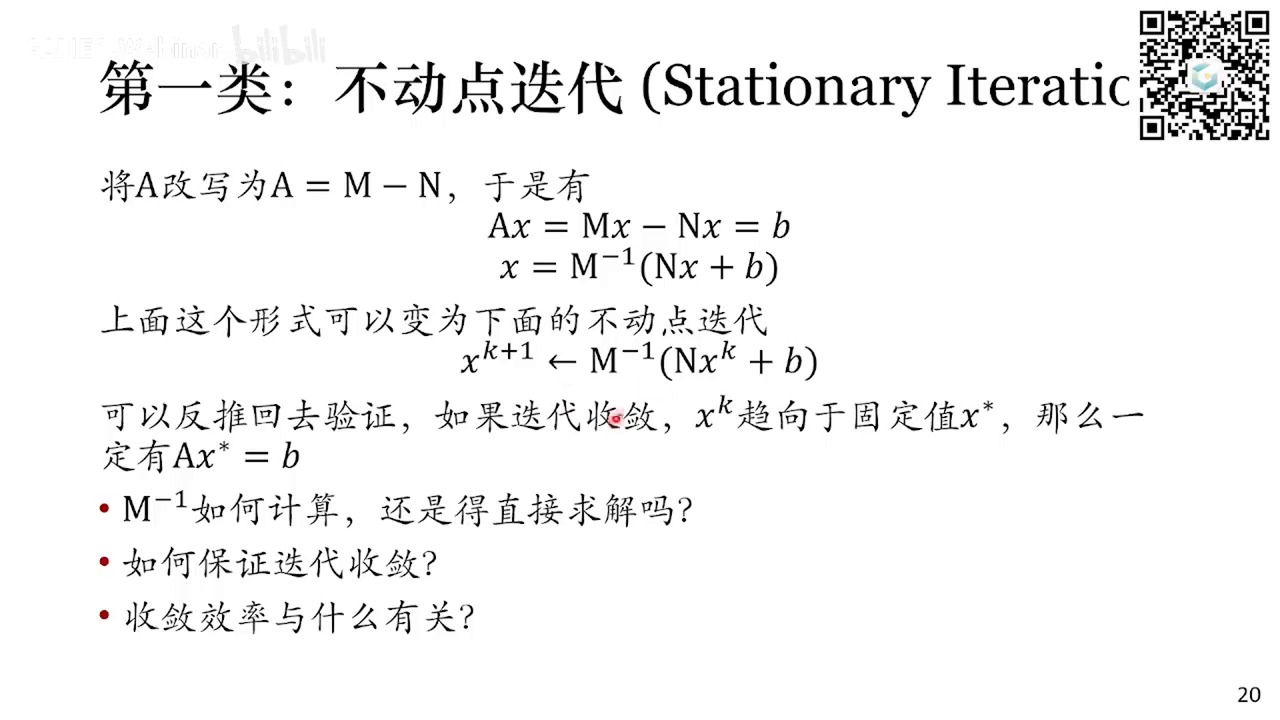 bilibili
第一类：不动点迭代 (Stationary Iteratio
将A改写为A = M − N，于是有
Ax = Mx − Nx = b
x = M⁻¹(Nx + b)
上面这个形式可以变为下面的不动点迭代
xᵏ⁺¹ ← M⁻¹(Nxᵏ + b)
可以反推回去验证，如果迭代收敛，xᵏ趋向于固定值x*，那么一
定有Ax* = b
• M⁻¹如何计算，还是得直接求解吗？
• 如何保证迭代收敛？
• 收敛效率与什么有关？
20